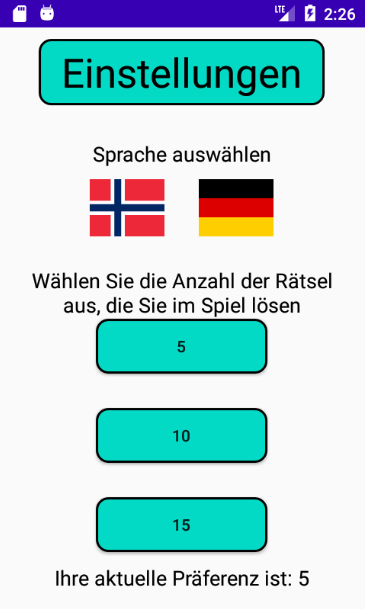 LTE 2:26
Einstellungen
Sprache auswählen
Wählen Sie die Anzahl der Rätsel
aus, die Sie im Spiel lösen
5
10
15
Ihre aktuelle Präferenz ist: 5